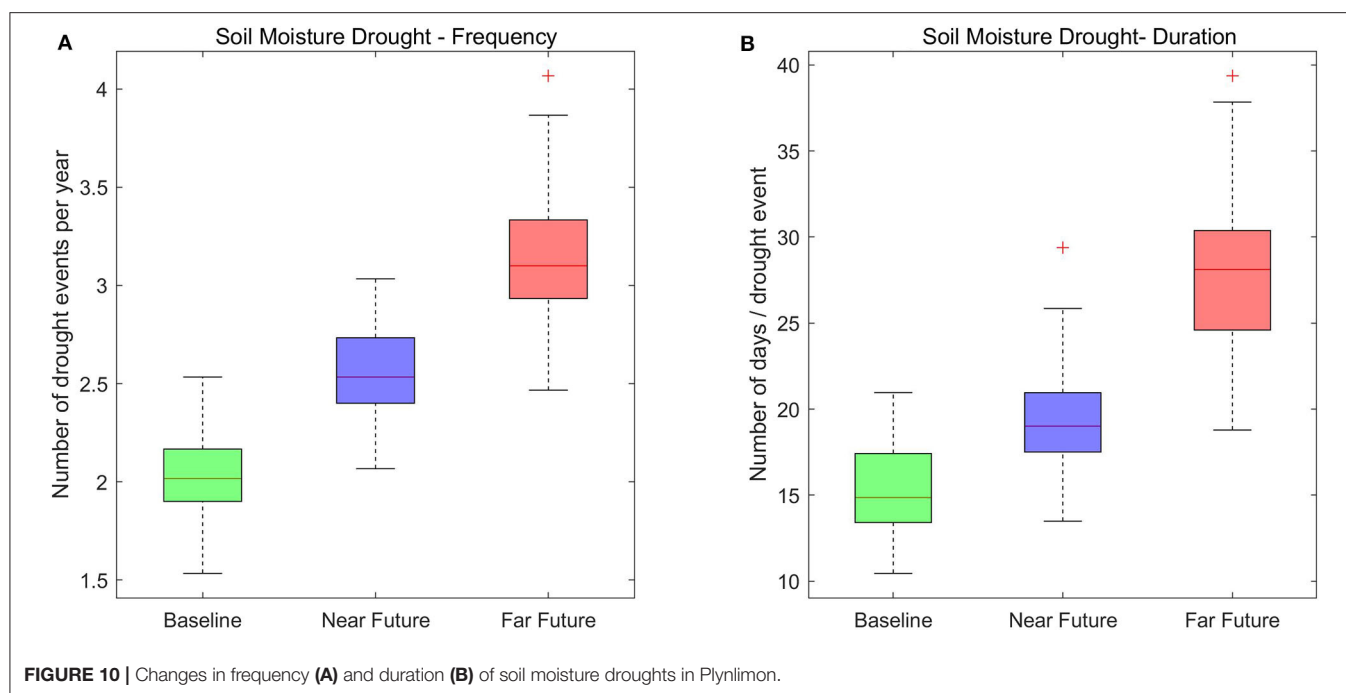 A
Soil Moisture Drought - Frequency
Number of drought events per year
4
3.5
3
2.5
2
1.5
Baseline
Near Future
Far Future
B
Soil Moisture Drought- Duration
Number of days / drought event
40
35
30
25
20
15
10
Baseline
Near Future
Far Future
FIGURE 10 | Changes in frequency (A) and duration (B) of soil moisture droughts in Plynlimon.